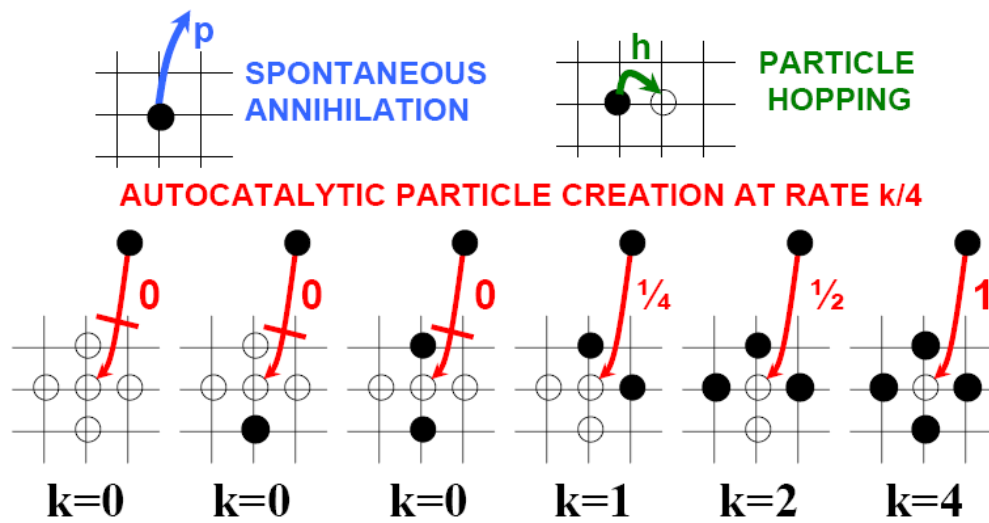 p
SPONTANEOUS
ANNIHILATION
h
PARTICLE
HOPPING
AUTOCATALYTIC PARTICLE CREATION AT RATE k/4
0 0 0 ¼ ½ 1
k=0 k=0 k=0 k=1 k=2 k=4